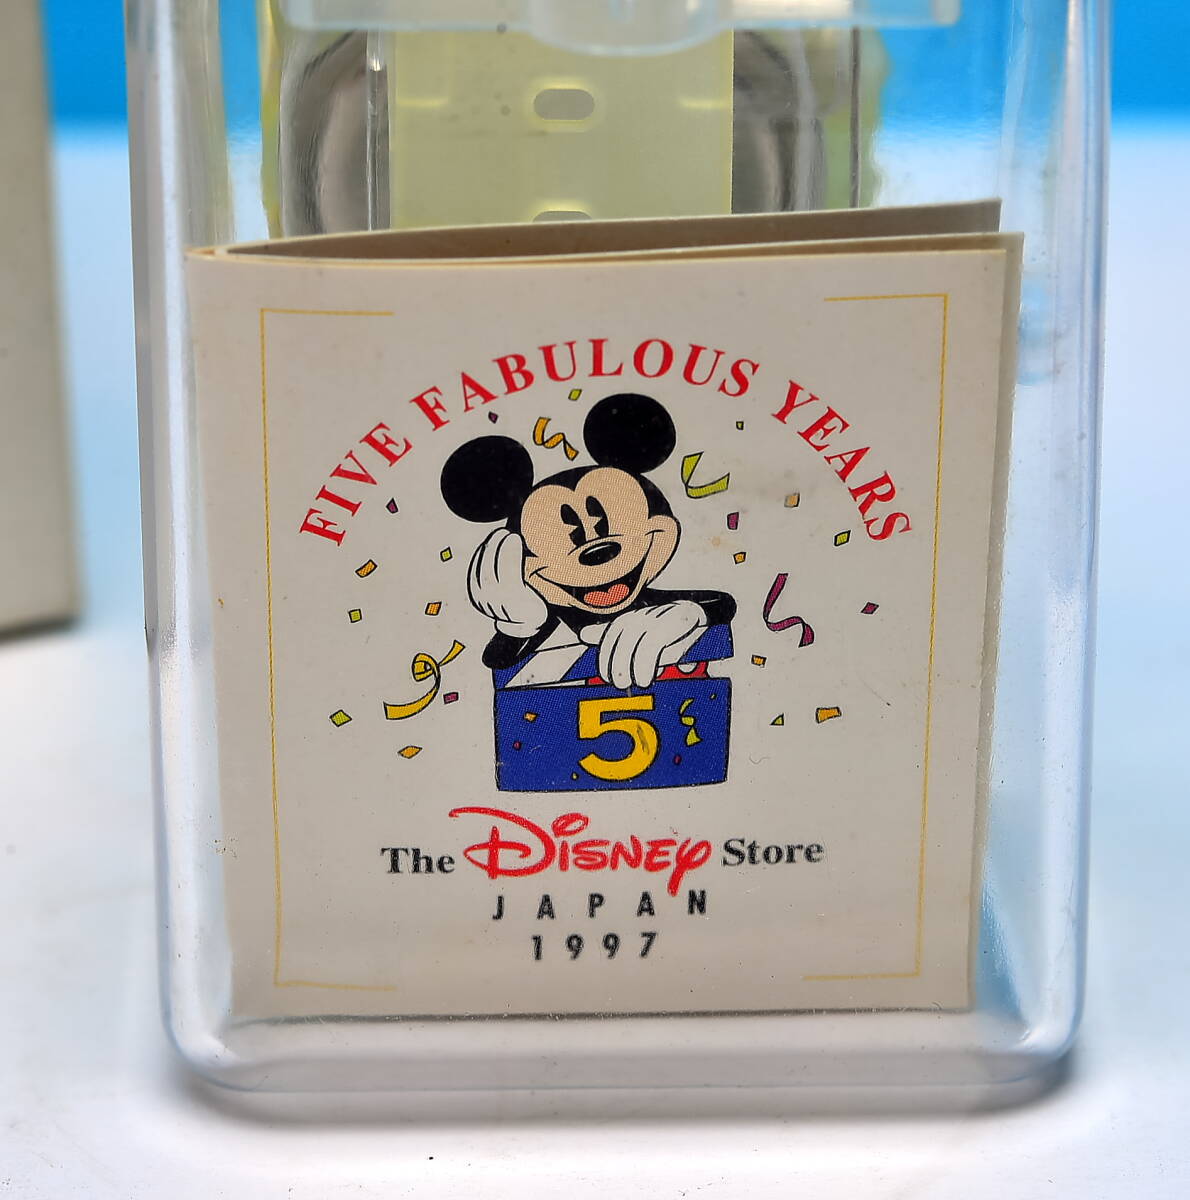 FIVE FABULOUS YEARS
5
The Disney Store
JAPAN
1997